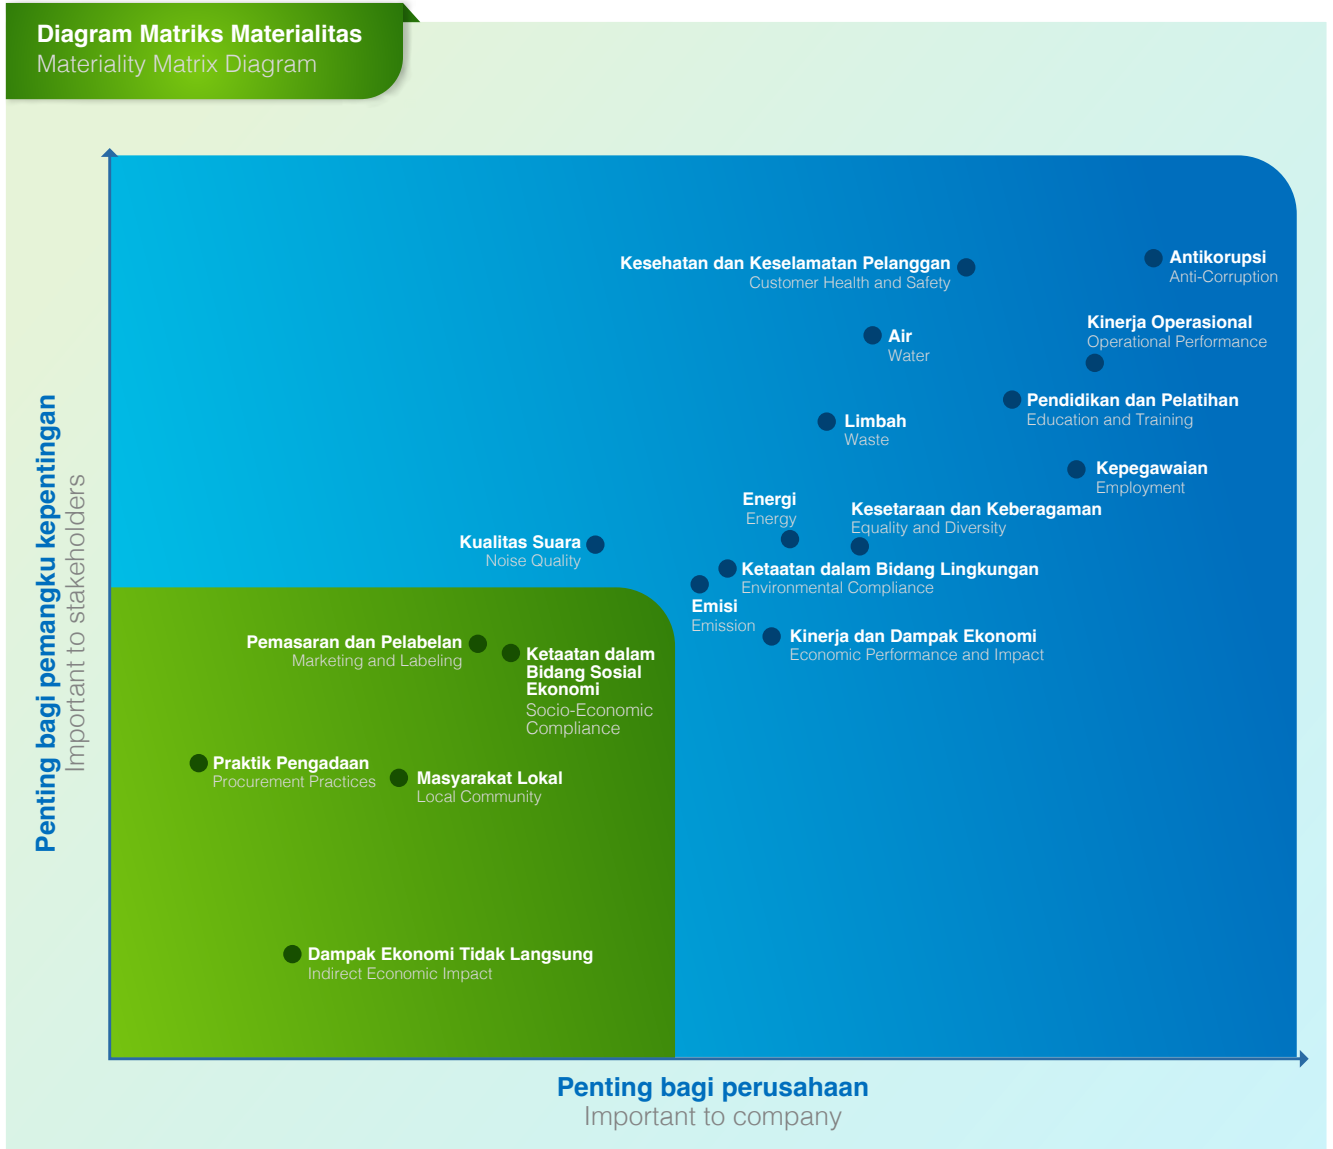 Diagram Matriks Materialitas
Materiality Matrix Diagram
Penting bagi pemangku kepentingan
Important to stakeholders
Kesehatan dan Keselamatan Pelanggan
Customer Health and Safety
Antikorupsi
Anti-Corruption
Kinerja Operasional
Operational Performance
Air
Water
Pendidikan dan Pelatihan
Education and Training
Limbah
Waste
Kepegawaian
Employment
Energi
Energy
Kesetaraan dan Keberagaman
Equality and Diversity
Kualitas Suara
Noise Quality
Ketaatan dalam Bidang Lingkungan
Environmental Compliance
Emisi
Emission
Kinerja dan Dampak Ekonomi
Economic Performance and Impact
Pemasaran dan Pelabelan
Marketing and Labeling
Ketaatan dalam
Bidang Sosial
Ekonomi
Socio-Economic
Compliance
Praktik Pengadaan
Procurement Practices
Masyarakat Lokal
Local Community
Dampak Ekonomi Tidak Langsung
Indirect Economic Impact
Penting bagi perusahaan
Important to company